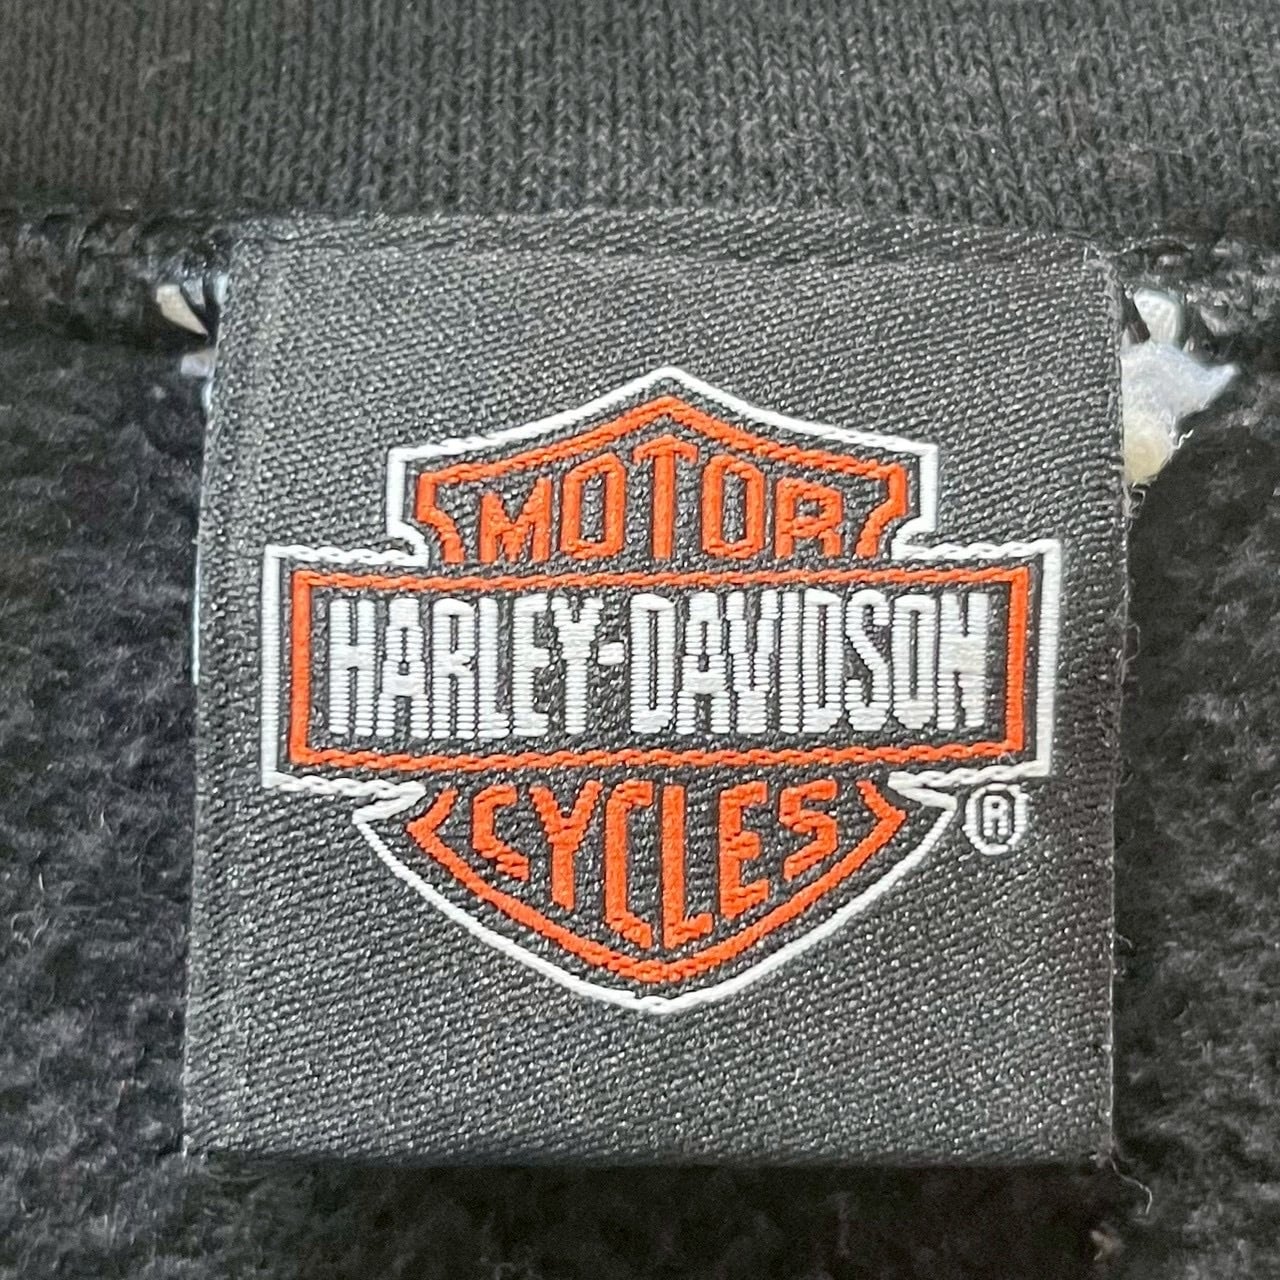 MOTOR
HARLEY-DAVIDSON
CYCLES
®